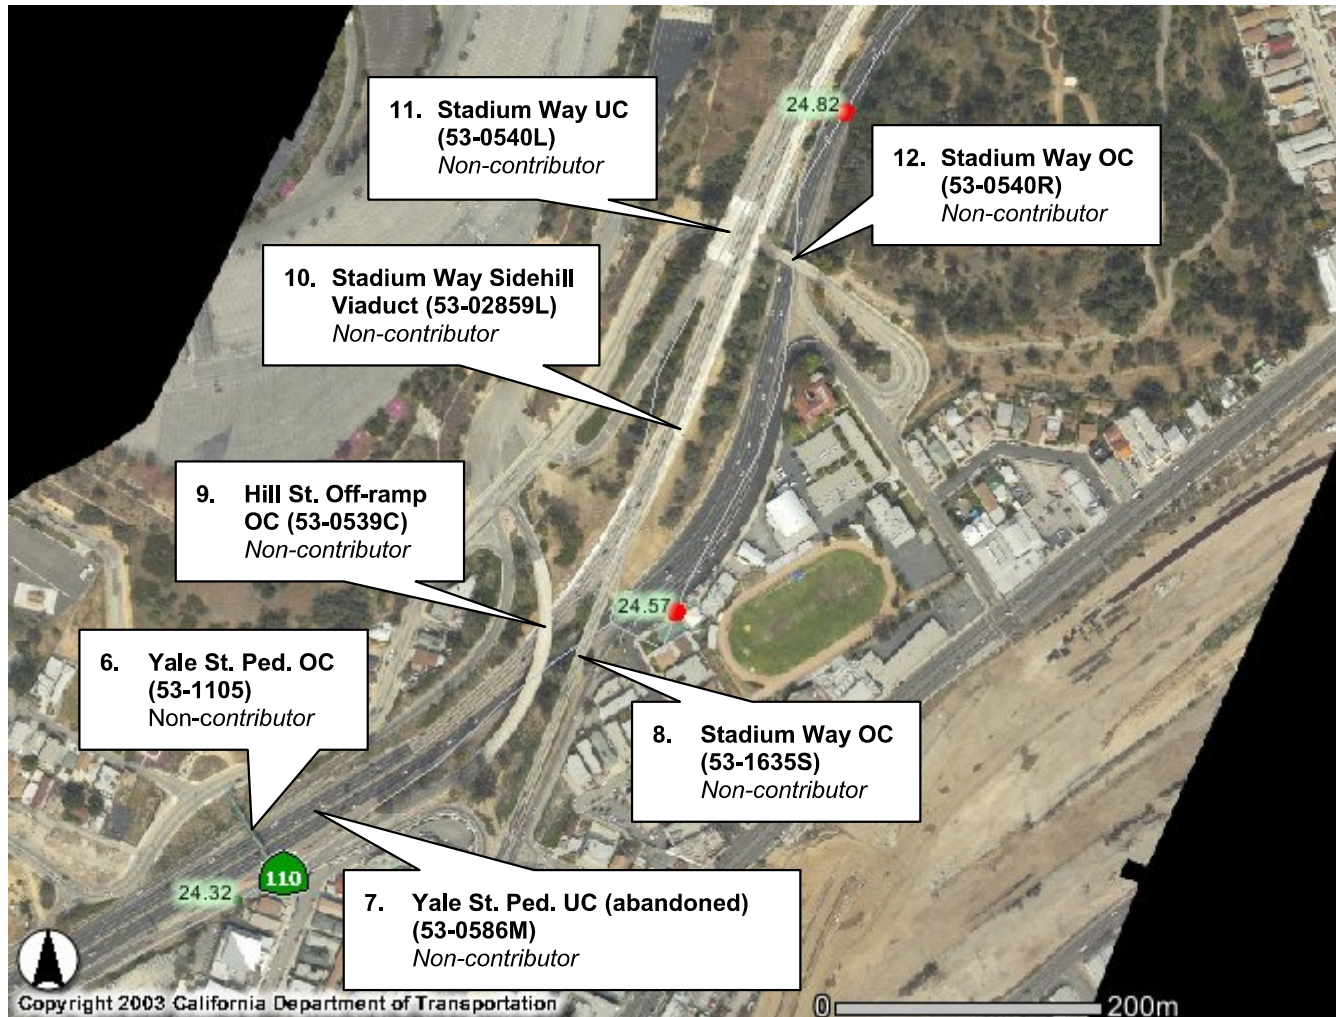 11. Stadium Way UC
(53-0540L)
Non-contributor
24.82
12. Stadium Way OC
(53-0540R)
Non-contributor
10. Stadium Way Sidehill
Viaduct (53-02859L)
Non-contributor
9. Hill St. Off-ramp
OC (53-0539C)
Non-contributor
24.57
6. Yale St. Ped. OC
(53-1105)
Non-contributor
8. Stadium Way OC
(53-1635S)
Non-contributor
110
24.32
7. Yale St. Ped. UC (abandoned)
(53-0586M)
Non-contributor
Copyright 2003 California Department of Transportation
0 200m